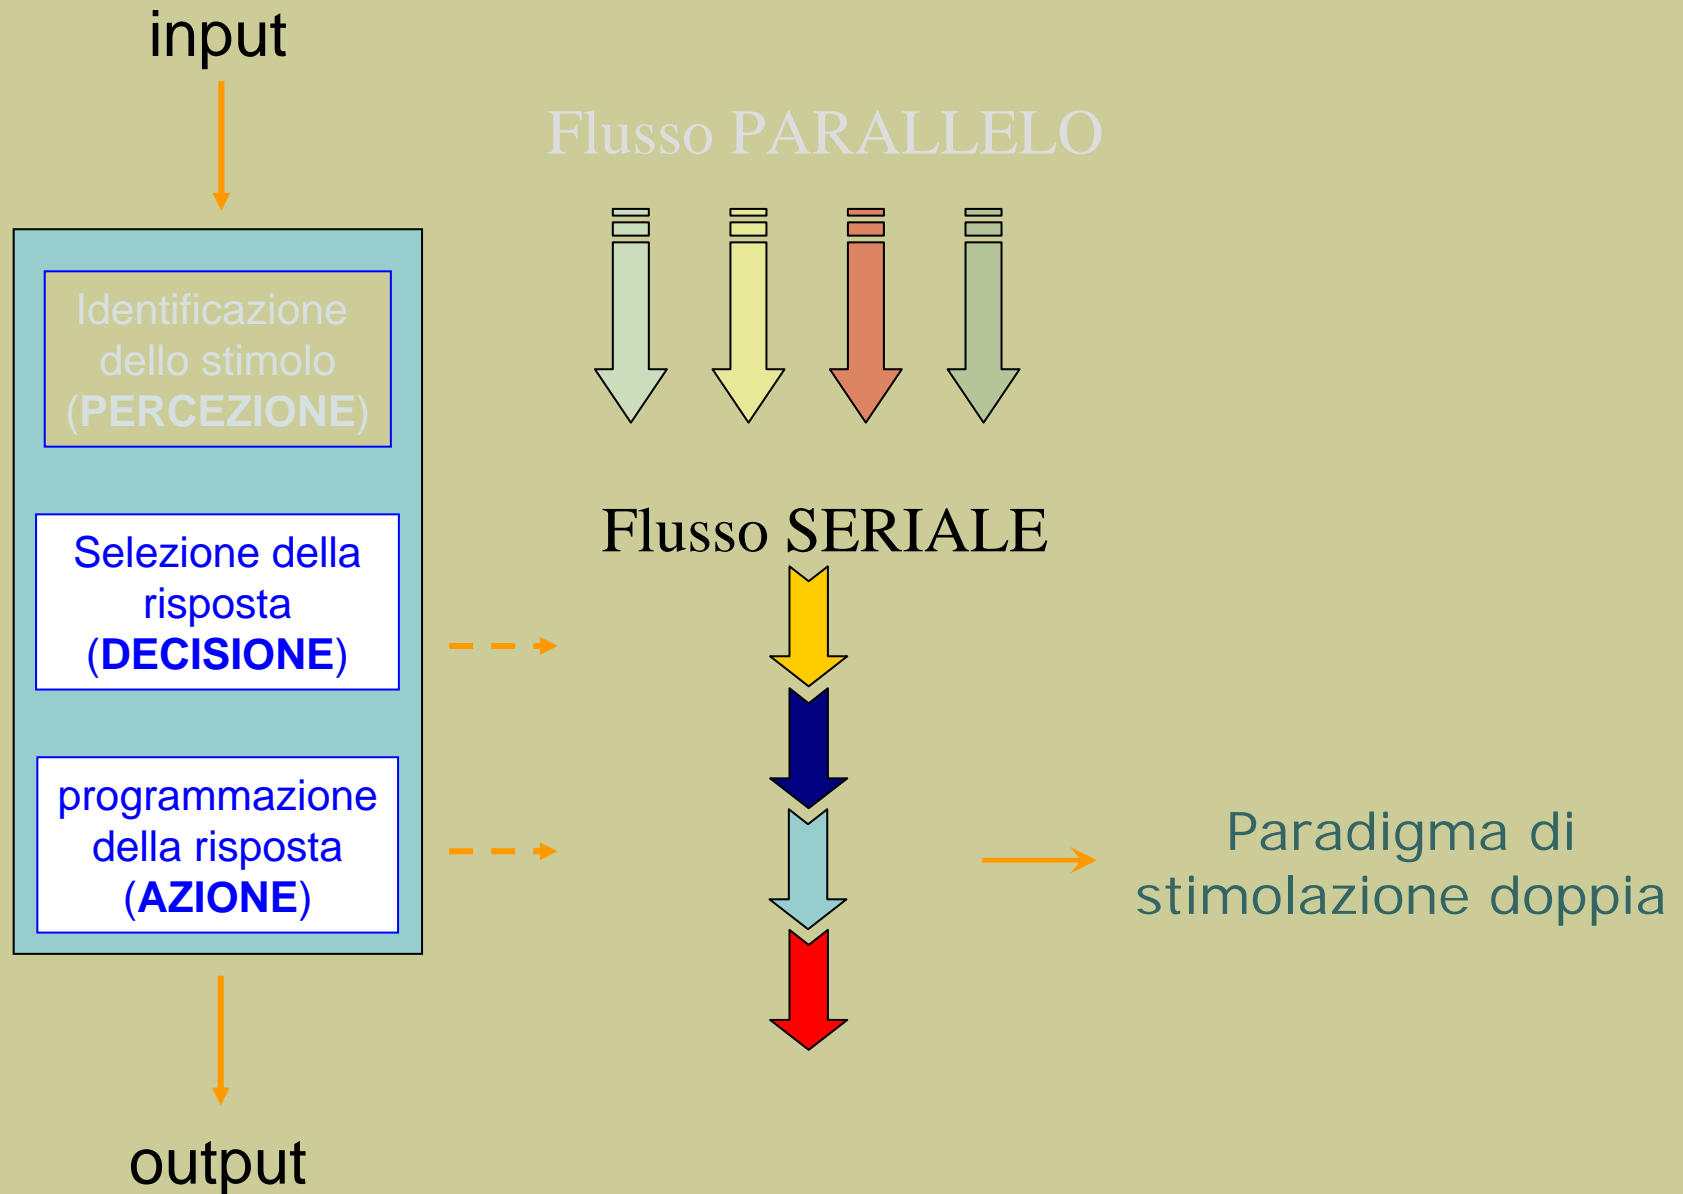 input
Flusso PARALLELO
Identificazione
dello stimolo
(PERCEZIONE)
Flusso SERIALE
Selezione della
risposta
(DECISIONE)
programmazione
della risposta
(AZIONE)
Paradigma di
stimolazione doppia
output